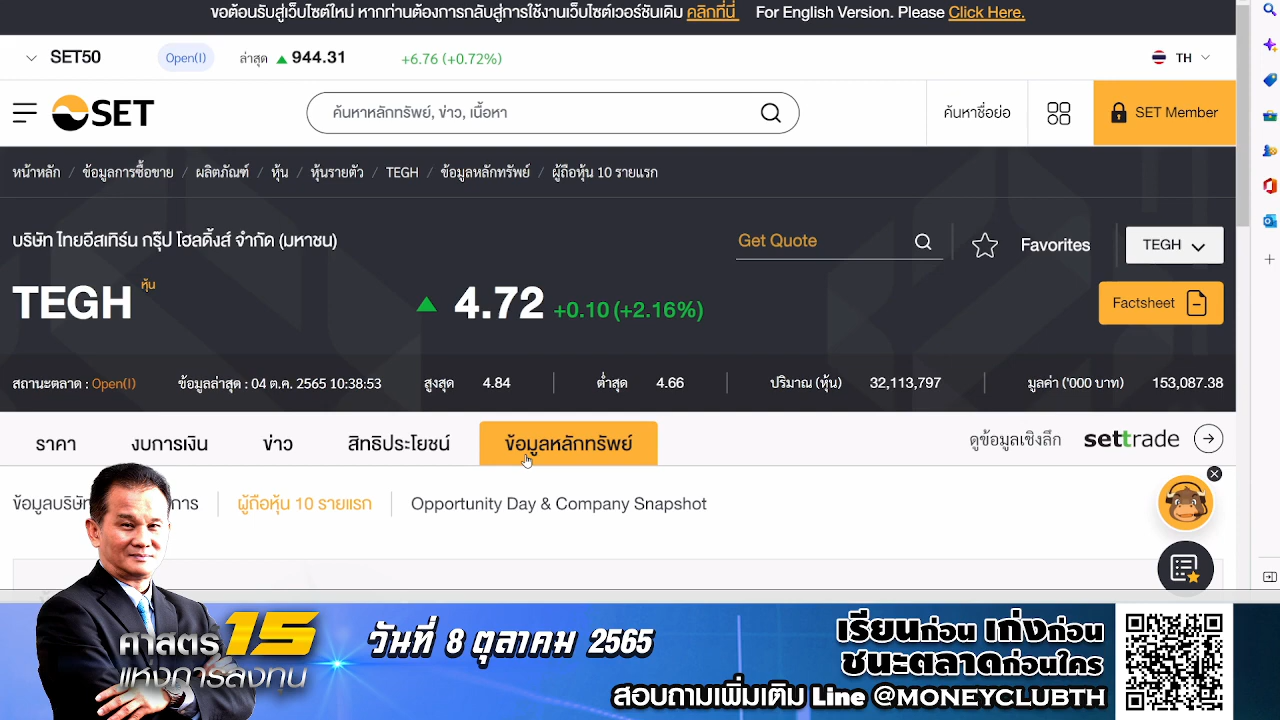 ขอต้อนรับสู่เว็บไซต์ใหม่ หากท่านต้องการกลับสู่การใช้งานเว็บไซต์เวอร์ชันเดิม คลิกที่นี่ For English Version. Please Click Here.
SET50 Open(I) ล่าสุด 944.31 +6.76 (+0.72%) TH
SET ค้นหาหลักทรัพย์, ข่าว, เนื้อหา ค้นหาชื่อย่อ SET Member
หน้าหลัก / ข้อมูลการซื้อขาย / ผลิตภัณฑ์ / หุ้น / หุ้นรายตัว / TEGH / ข้อมูลหลักทรัพย์ / ผู้ถือหุ้น 10 รายแรก
บริษัท ไทยอีสเทิร์น กรุ๊ป โฮลดิ้งส์ จำกัด (มหาชน) Get Quote Favorites TEGH
TEGH หุ้น 4.72 +0.10 (+2.16%) Factsheet
สถานะตลาด : Open(I) ข้อมูลล่าสุด : 04 ต.ค. 2565 10:38:53 สูงสุด 4.84 ต่ำสุด 4.66 ปริมาณ (หุ้น) 32,113,797 มูลค่า ('000 บาท) 153,087.38
ราคา งบการเงิน ข่าว สิทธิประโยชน์ ข้อมูลหลักทรัพย์ ดูข้อมูลเชิงลึก settrade
ข้อมูลบริษัท การ ผู้ถือหุ้น 10 รายแรก Opportunity Day & Company Snapshot
ศาสตร 15
แห่งการลงทุน
วันที่ 8 ตุลาคม 2565
เรียนก่อน เก่งก่อน
ชนะตลาดก่อนใคร
สอบถามเพิ่มเติม Line @MONEYCLUBTH